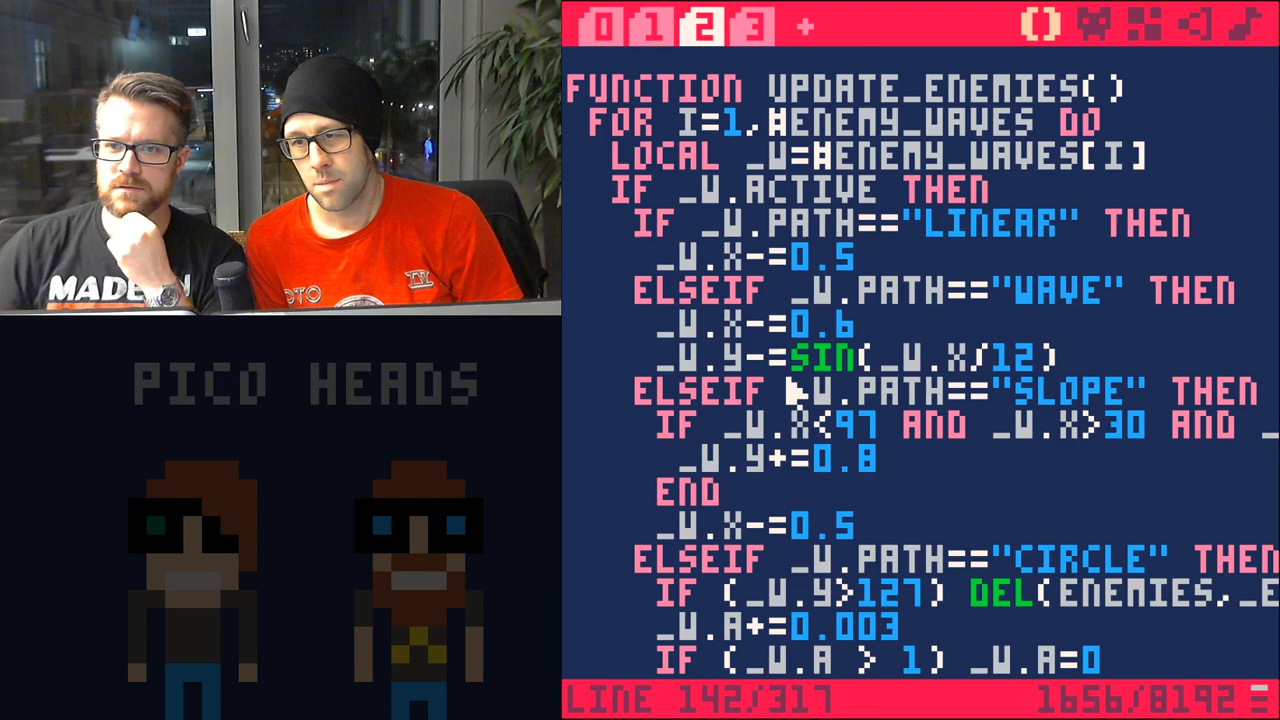 0 1 2 3 +
FUNCTION UPDATE_ENEMIES()
FOR I=1,#ENEMY_WAVES DO
LOCAL _W=#ENEMY_WAVES[I]
IF _W.ACTIVE THEN
IF _W.PATH=="LINEAR" THEN
_W.X-=0.5
ELSEIF _W.PATH=="WAVE" THEN
_W.X-=0.6
_W.Y-=SIN(_W.X/12)
ELSEIF _W.PATH=="SLOPE" THEN
IF _W.X<97 AND _W.X>30 AND _
_W.Y+=0.8
END
_W.X-=0.5
ELSEIF _W.PATH=="CIRCLE" THEN
IF (_W.Y>127) DEL(ENEMIES,_E
_W.A+=0.003
IF (_W.A > 1) _W.A=0
LINE 142/317 1656/8192
PICO HEADS
MADE IN